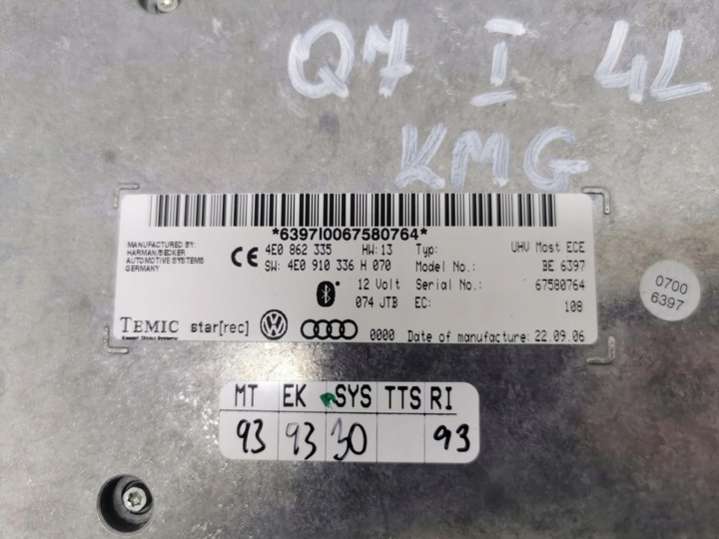 Q7 I 4L
KMG
*6397I0067580764*
MANUFACTURED BY:
HARMAN/BECKER
AUTOMOTIVE SYSTEMS
GERMANY
CE
4E0 862 335 HW:13
SW: 4E0 910 336 H 070
12 Volt
074 JTB
Typ: UHV Most ECE
Model No.: BE 6397
Serial No.: 67580764
EC: 108
TEMIC star[rec] 0000 Date of manufacture: 22.09.06
0700
6397
MT EK SYS TTS RI
93 93 30 93